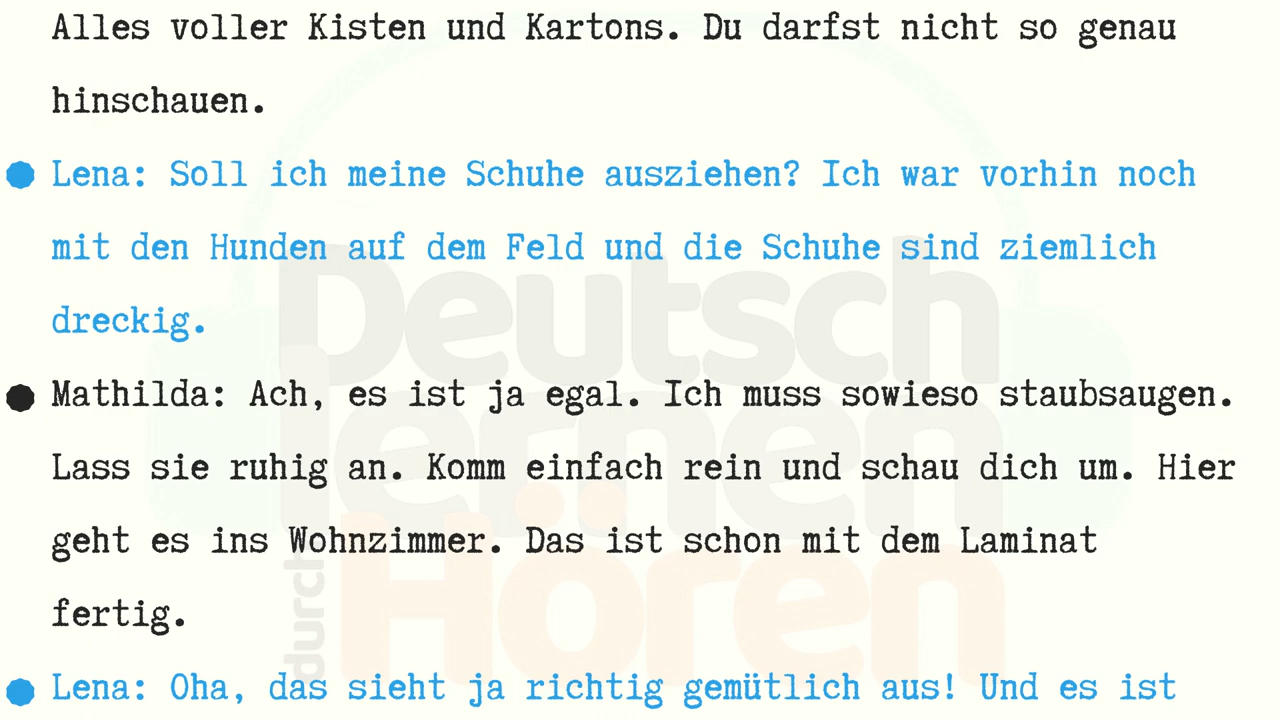 Alles voller Kisten und Kartons. Du darfst nicht so genau
hinschauen.
Lena: Soll ich meine Schuhe ausziehen? Ich war vorhin noch
mit den Hunden auf dem Feld und die Schuhe sind ziemlich
dreckig.
Mathilda: Ach, es ist ja egal. Ich muss sowieso staubsaugen.
Lass sie ruhig an. Komm einfach rein und schau dich um. Hier
geht es ins Wohnzimmer. Das ist schon mit dem Laminat
fertig.
Lena: Oha, das sieht ja richtig gemütlich aus! Und es ist
Deutsch
lernen
durch
Hören